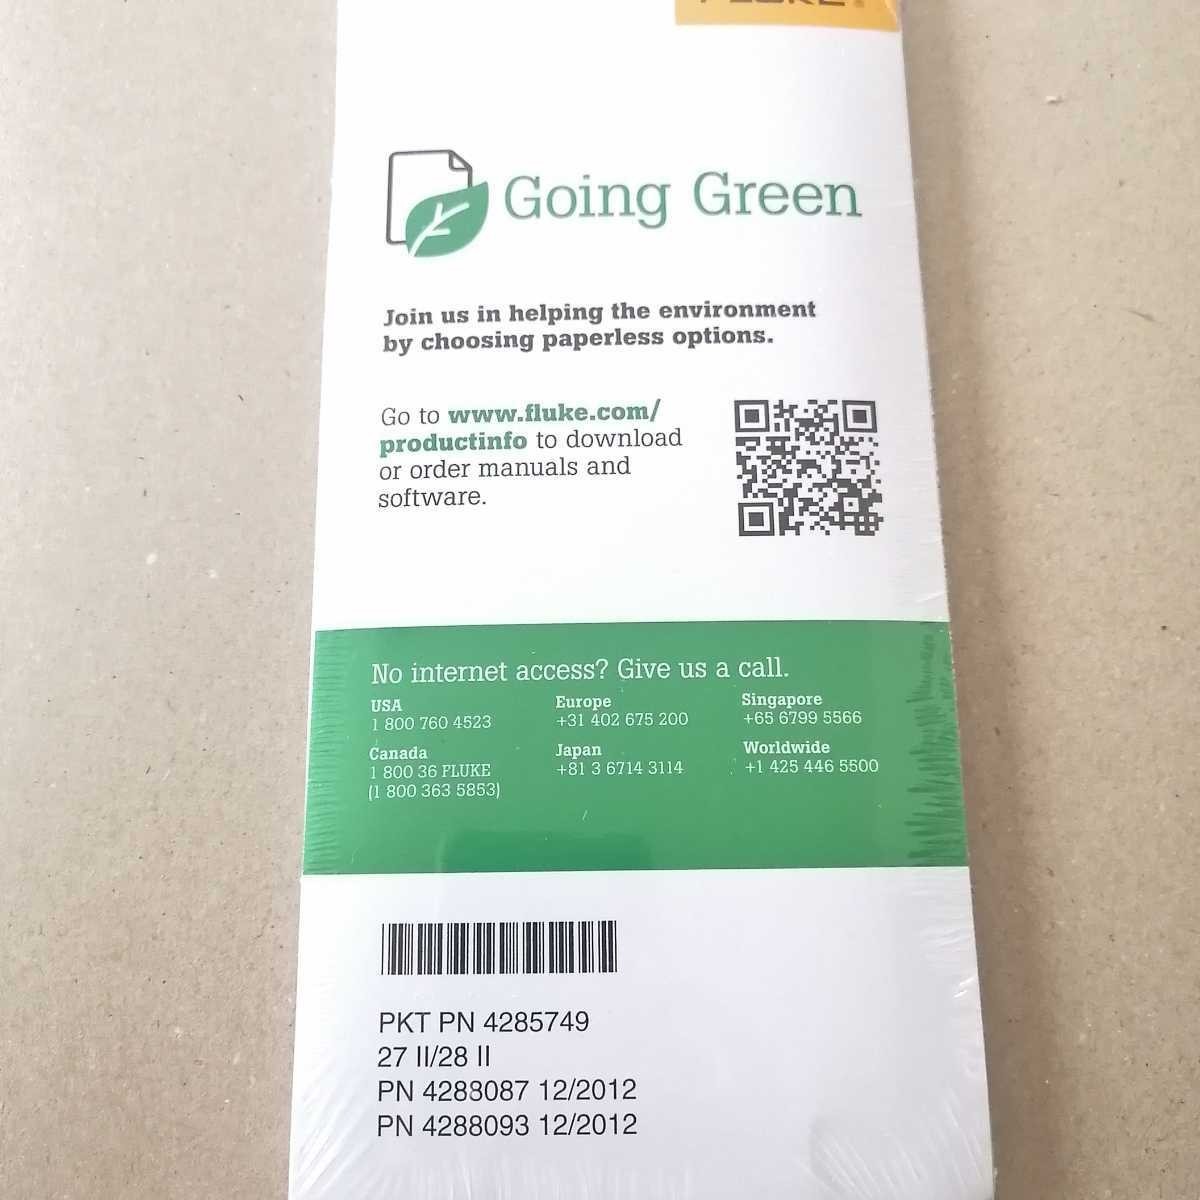 FLUKE®
Going Green
Join us in helping the environment
by choosing paperless options.
Go to www.fluke.com/
productinfo to download
or order manuals and
software.
No internet access? Give us a call.
USA
1 800 760 4523
Canada
1 800 36 FLUKE
(1 800 363 5853)
Europe
+31 402 675 200
Japan
+81 3 6714 3114
Singapore
+65 6799 5566
Worldwide
+1 425 446 5500
PKT PN 4285749
27 II/28 II
PN 4288087 12/2012
PN 4288093 12/2012